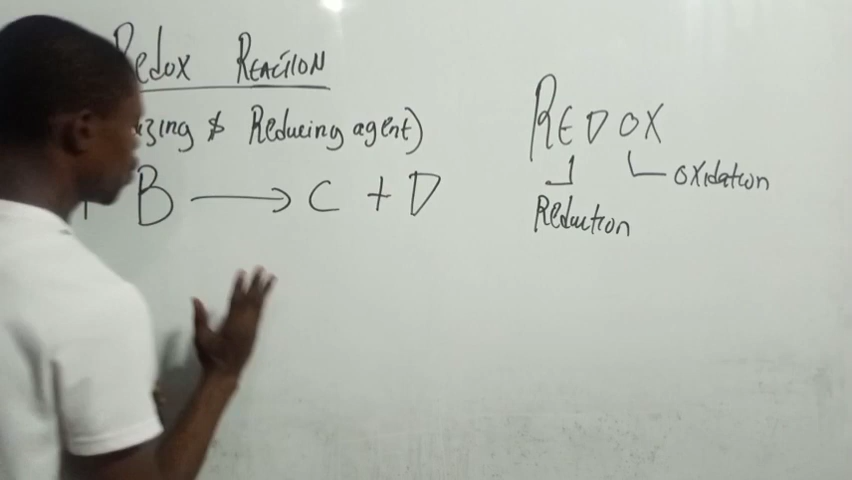 Redox REACTION
izing & Reducing agent)
+ B → C + D
REDOX
oxidation
Reduction